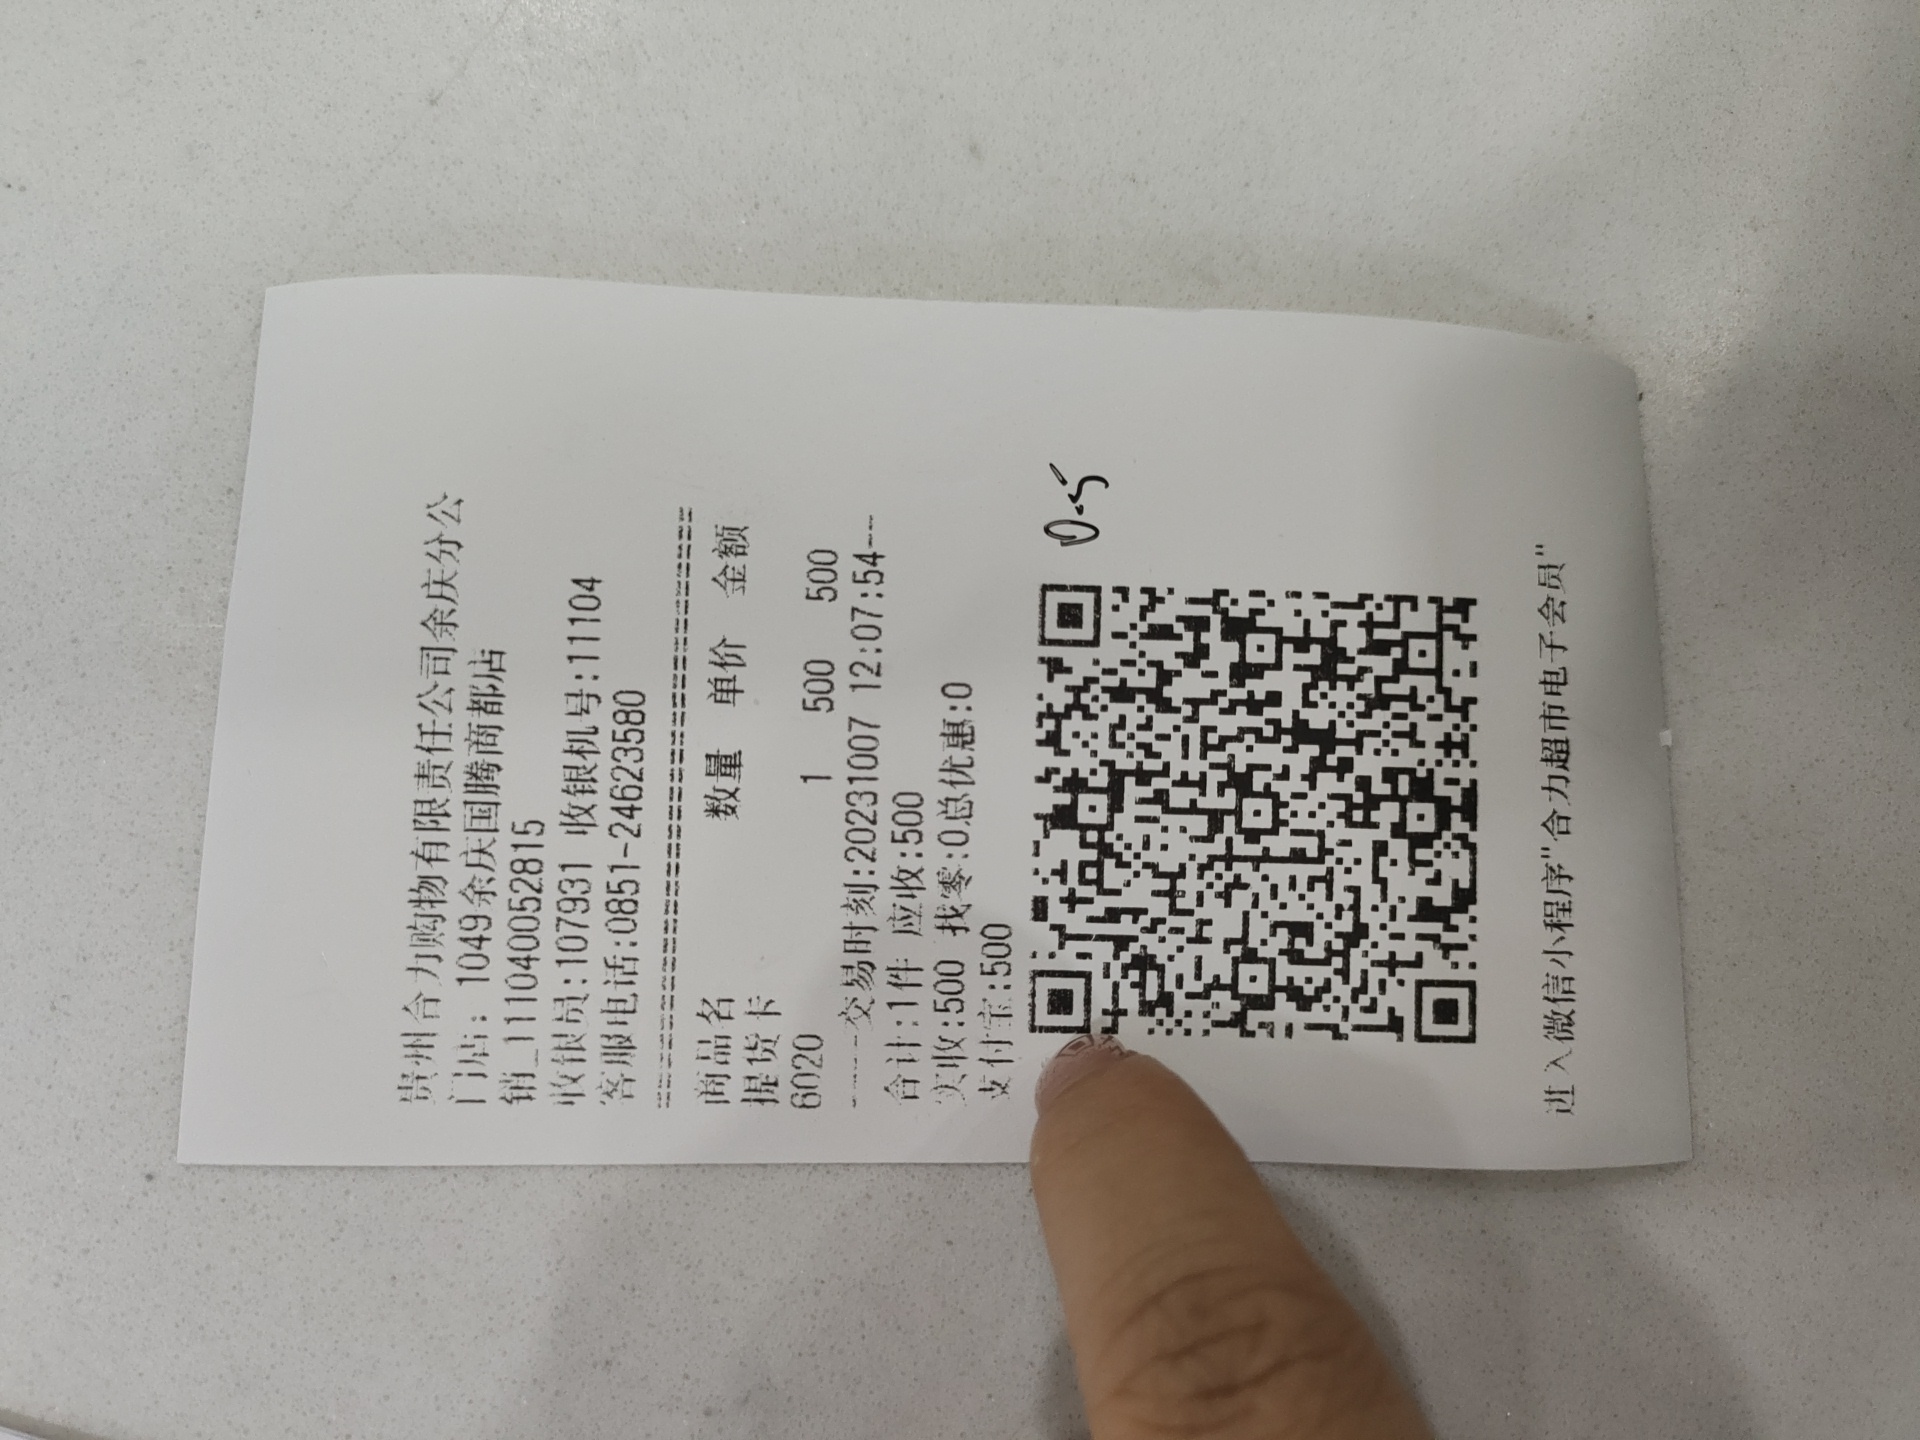 贵州合力购物有限责任公司余庆分公
门店: 1049余庆国腾商都店
销_1110400052815
收银员:107931 收银机号:11104
客服电话:0851-24623580
==========================================
商品名 数量 单价 金额
提货卡
6020 1 500 500
-----交易时刻:20231007 12:07:54---
合计:1件 应收:500
实收:500 找零:0总优惠:0
支付宝:500
0.5
进入微信小程序"合力超市电子会员"